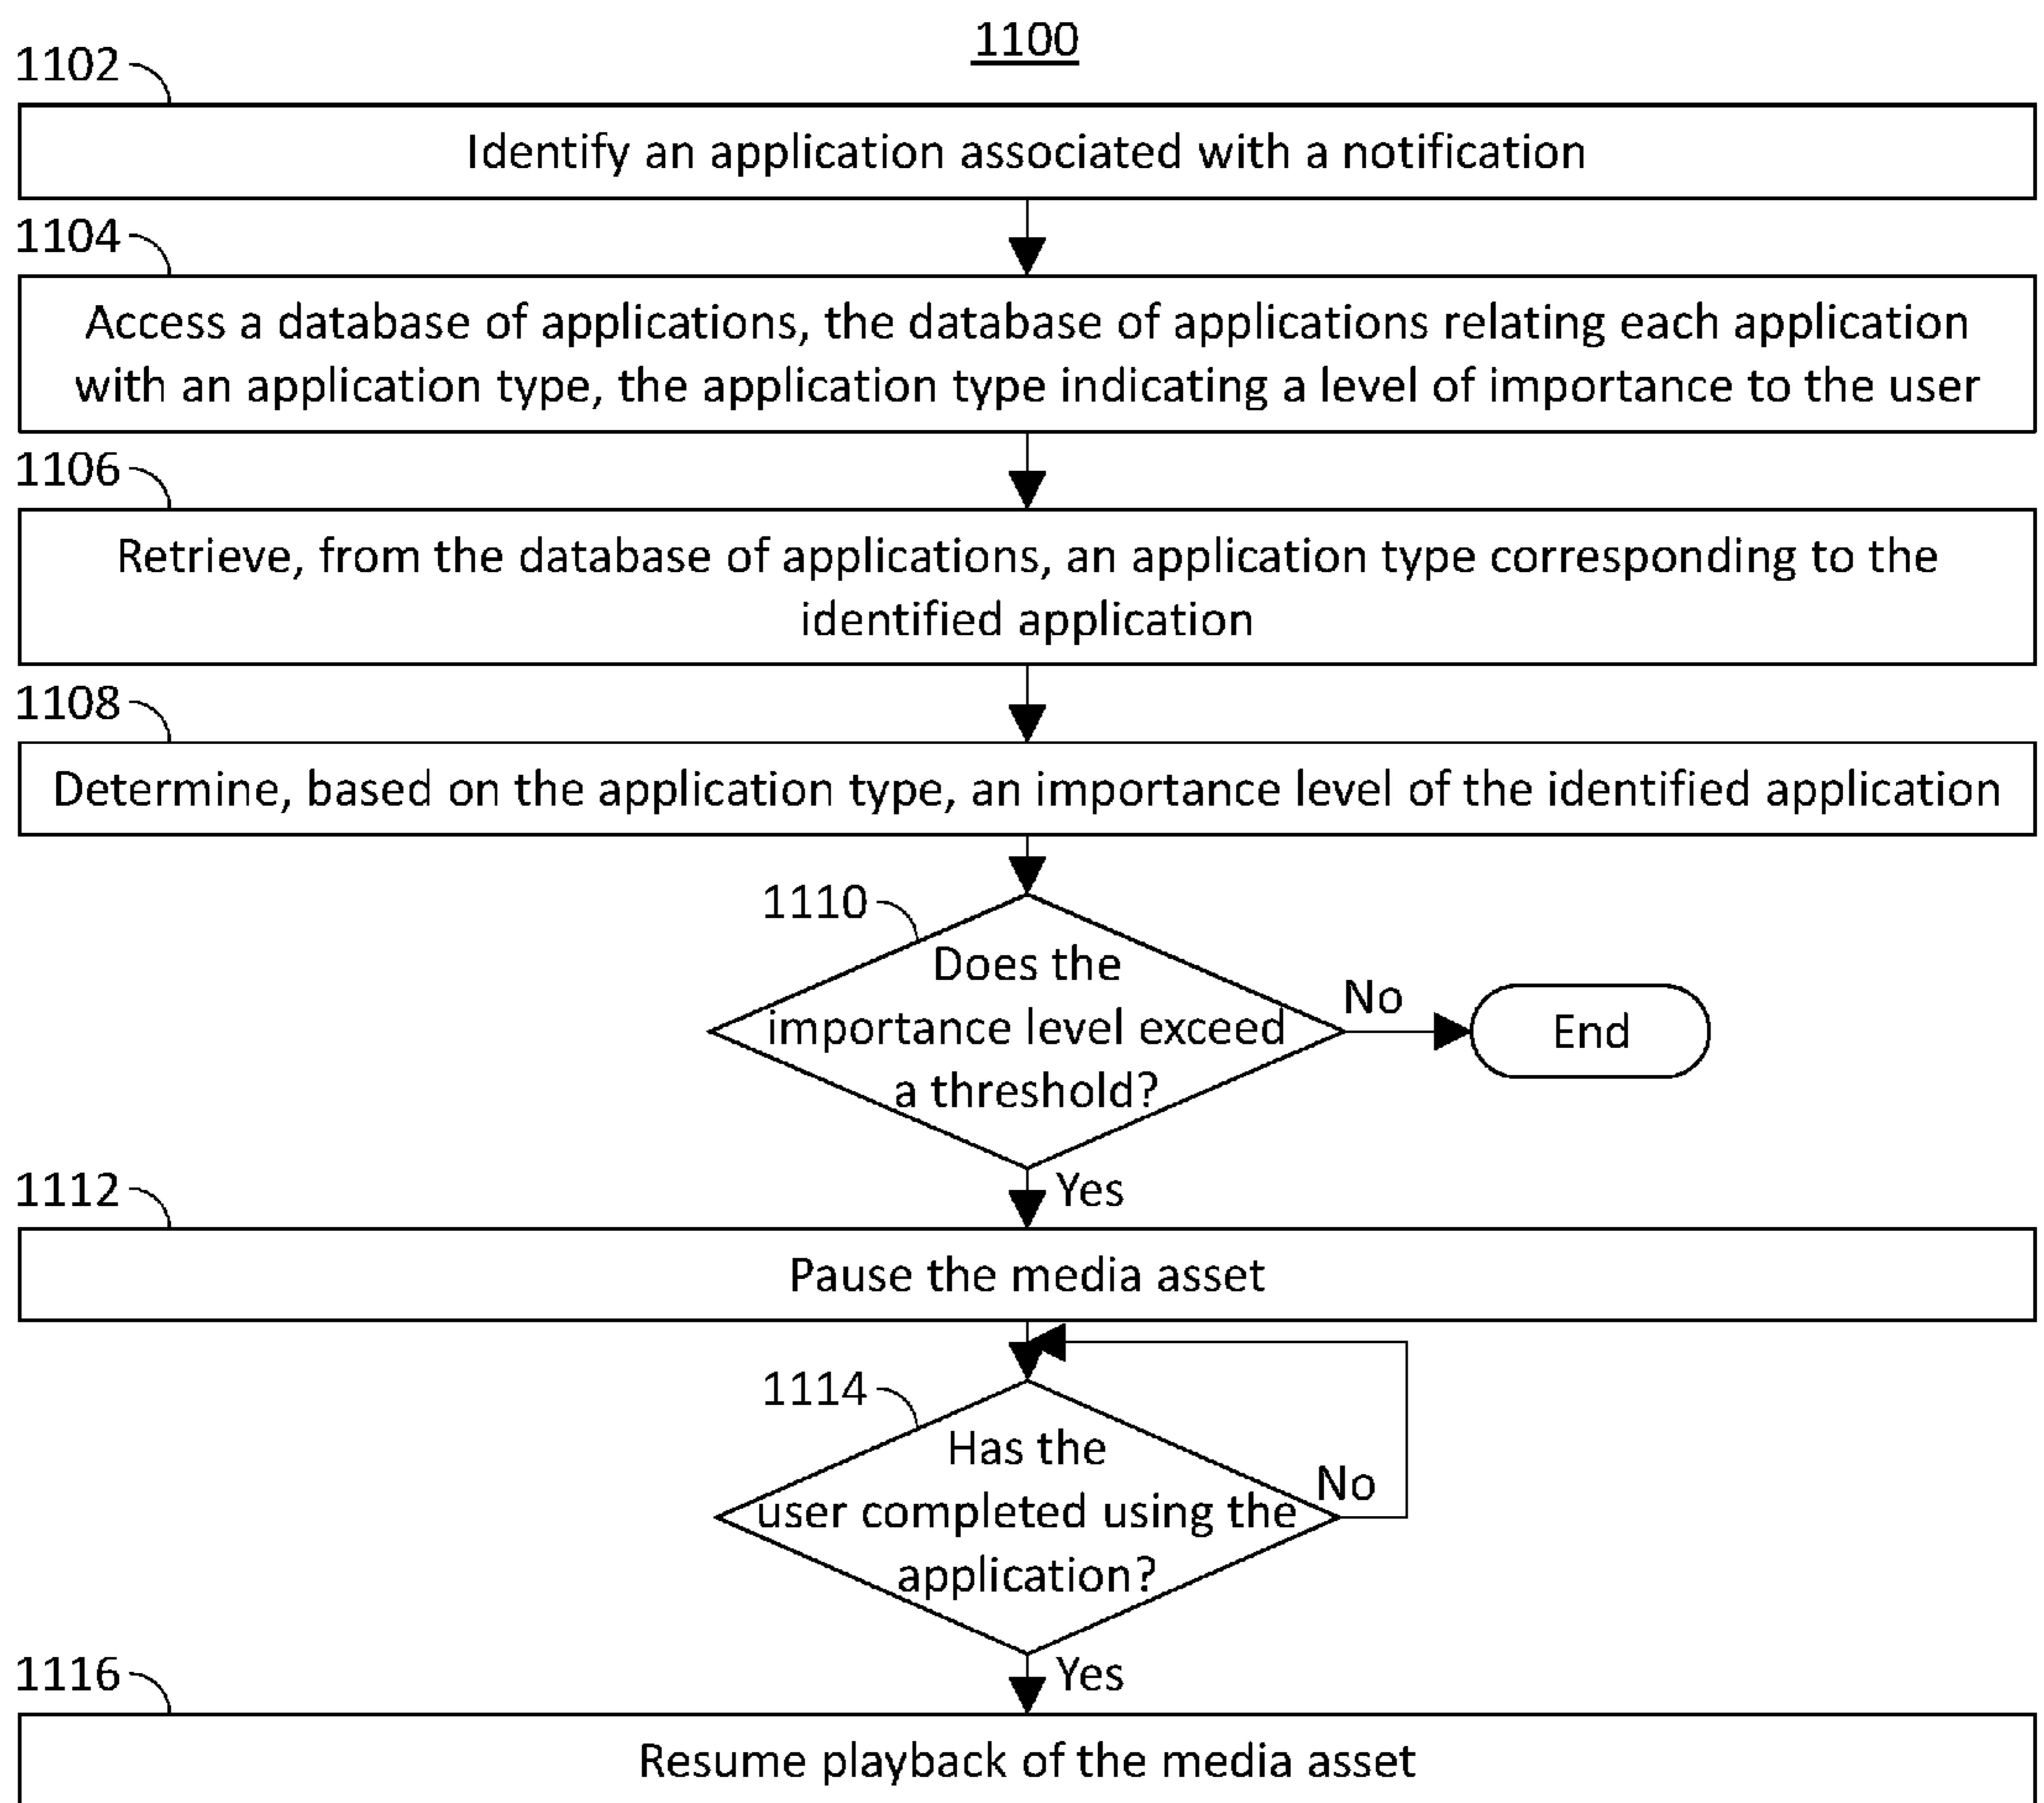 1100
1102
Identify an application associated with a notification
1104
Access a database of applications, the database of applications relating each application
with an application type, the application type indicating a level of importance to the user
1106
Retrieve, from the database of applications, an application type corresponding to the
identified application
1108
Determine, based on the application type, an importance level of the identified application
1110
Does the
importance level exceed
a threshold?
No
End
Yes
1112
Pause the media asset
1114
Has the
user completed using the
application?
No
Yes
1116
Resume playback of the media asset